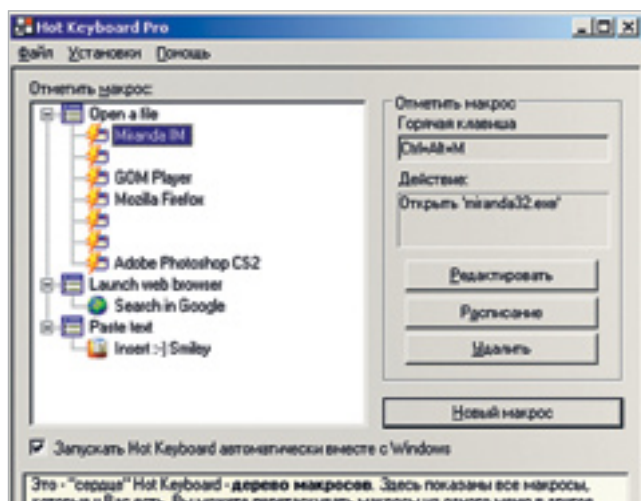 Hot Keyboard Pro
Файл Установки Помощь
Отметить макрос:
Open a file
Miranda IM
GOM Player
Mozilla Firefox
Adobe Photoshop CS2
Launch web browser
Search in Google
Paste text
Insert :-| Smiley
Отметить макрос
Горячая клавиша
Ctrl+Alt+M
Действие:
Открыть 'miranda32.exe'
Редактировать
Расписание
Удалить
Новый макрос
Запускать Hot Keyboard автоматически вместе с Windows
Это - "сердце" Hot Keyboard - дерево макросов. Здесь показаны все макросы,